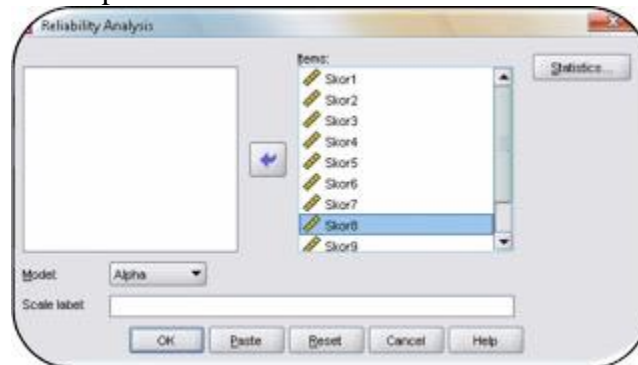 Reliability Analysis
Items:
Skor1
Skor2
Skor3
Skor4
Skor5
Skor6
Skor7
Skor8
Skor9
Statistics...
Model:
Alpha
Scale label:
OK
Paste
Reset
Cancel
Help